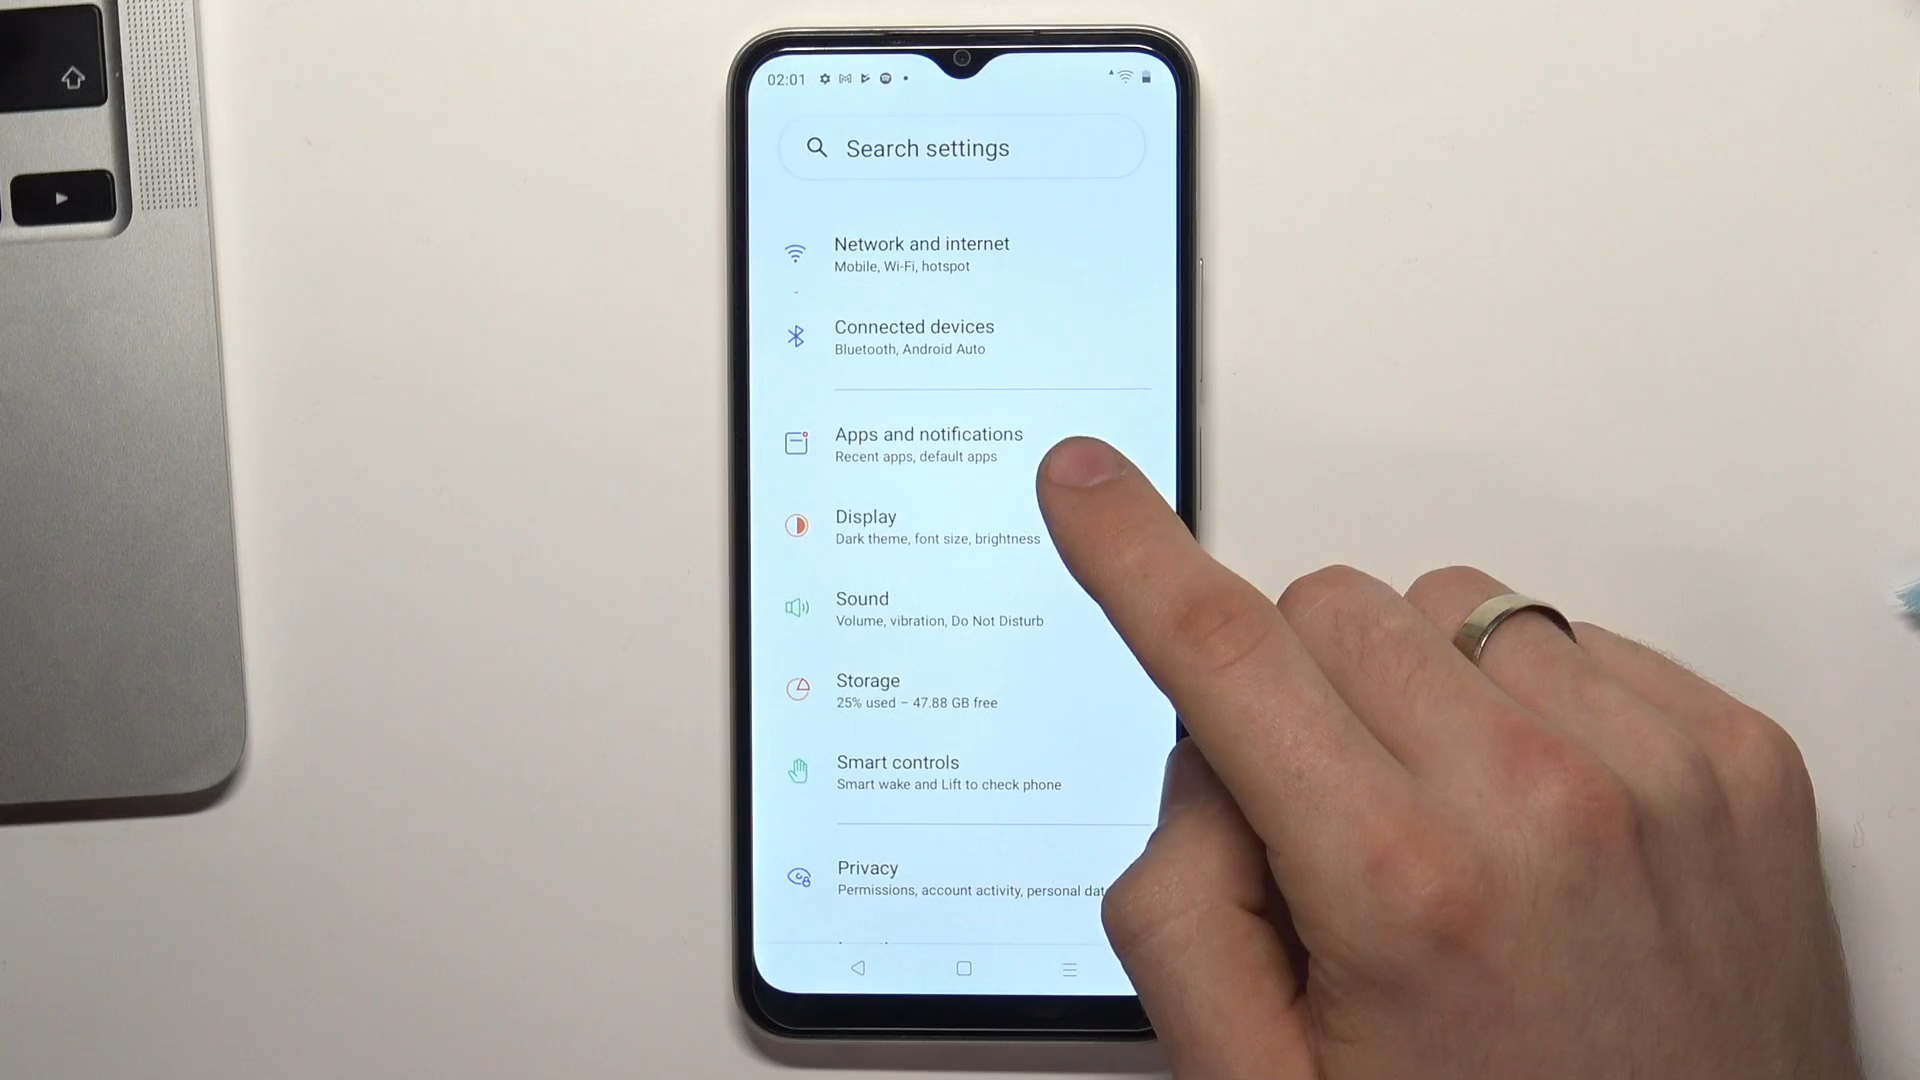 02:01
Search settings
Network and internet
Mobile, Wi-Fi, hotspot
Connected devices
Bluetooth, Android Auto
Apps and notifications
Recent apps, default apps
Display
Dark theme, font size, brightness
Sound
Volume, vibration, Do Not Disturb
Storage
25% used – 47.88 GB free
Smart controls
Smart wake and Lift to check phone
Privacy
Permissions, account activity, personal